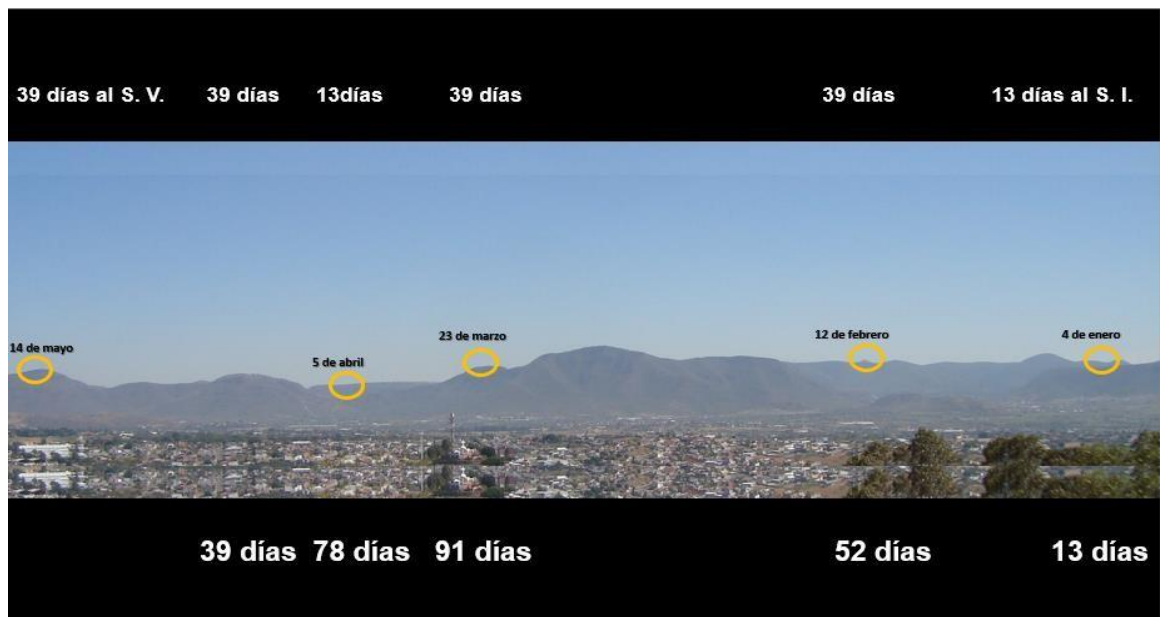 39 días al S. V. 39 días 13días 39 días 39 días 13 días al S. I.
14 de mayo
5 de abril
23 de marzo
12 de febrero
4 de enero
39 días 78 días 91 días 52 días 13 días